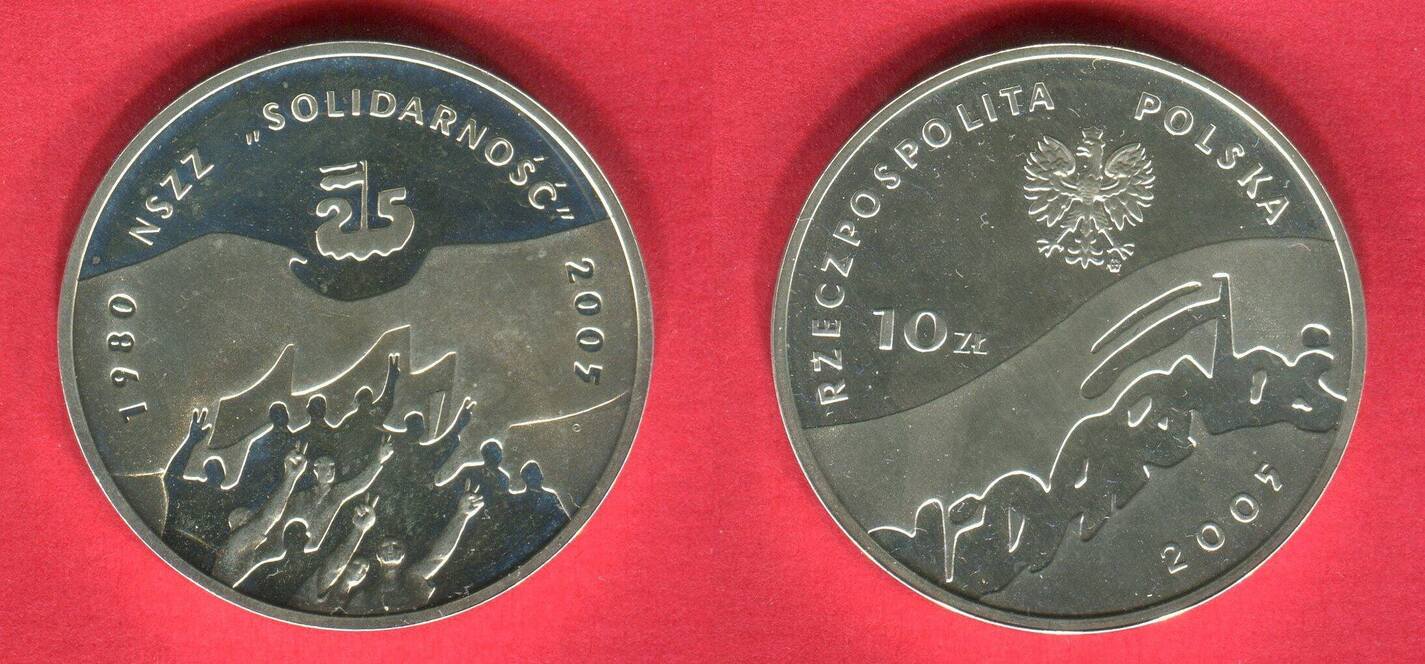 1980 NSZZ „SOLIDARNOŚĆ” 2005
25
RZECZPOSPOLITA POLSKA
10 ZŁ
2005